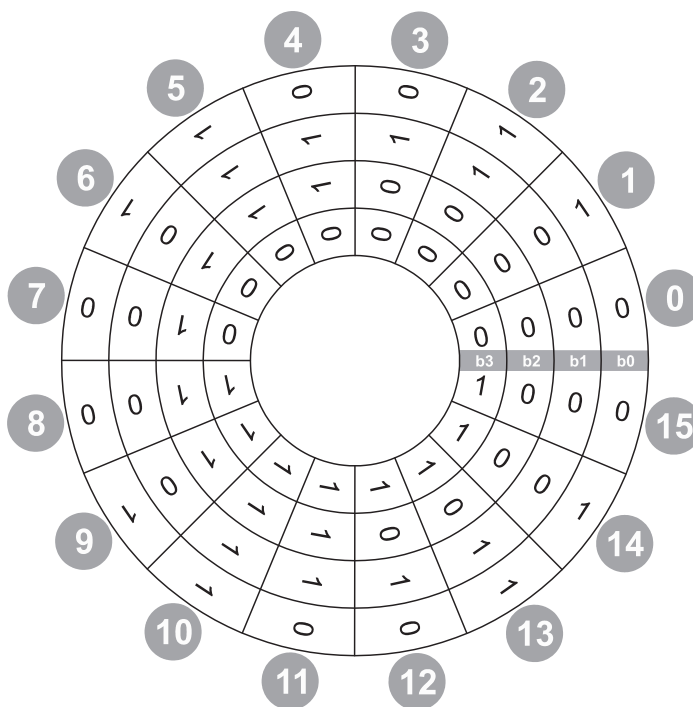 b3 b2 b1 b0
0 0 0 0 0
0 0 0 1 1
0 0 1 1 2
0 0 1 0 3
0 1 1 0 4
0 1 1 1 5
0 1 0 1 6
0 1 0 0 7
1 1 0 0 8
1 1 0 1 9
1 1 1 1 10
1 1 1 0 11
1 0 1 0 12
1 0 1 1 13
1 0 0 1 14
1 0 0 0 15